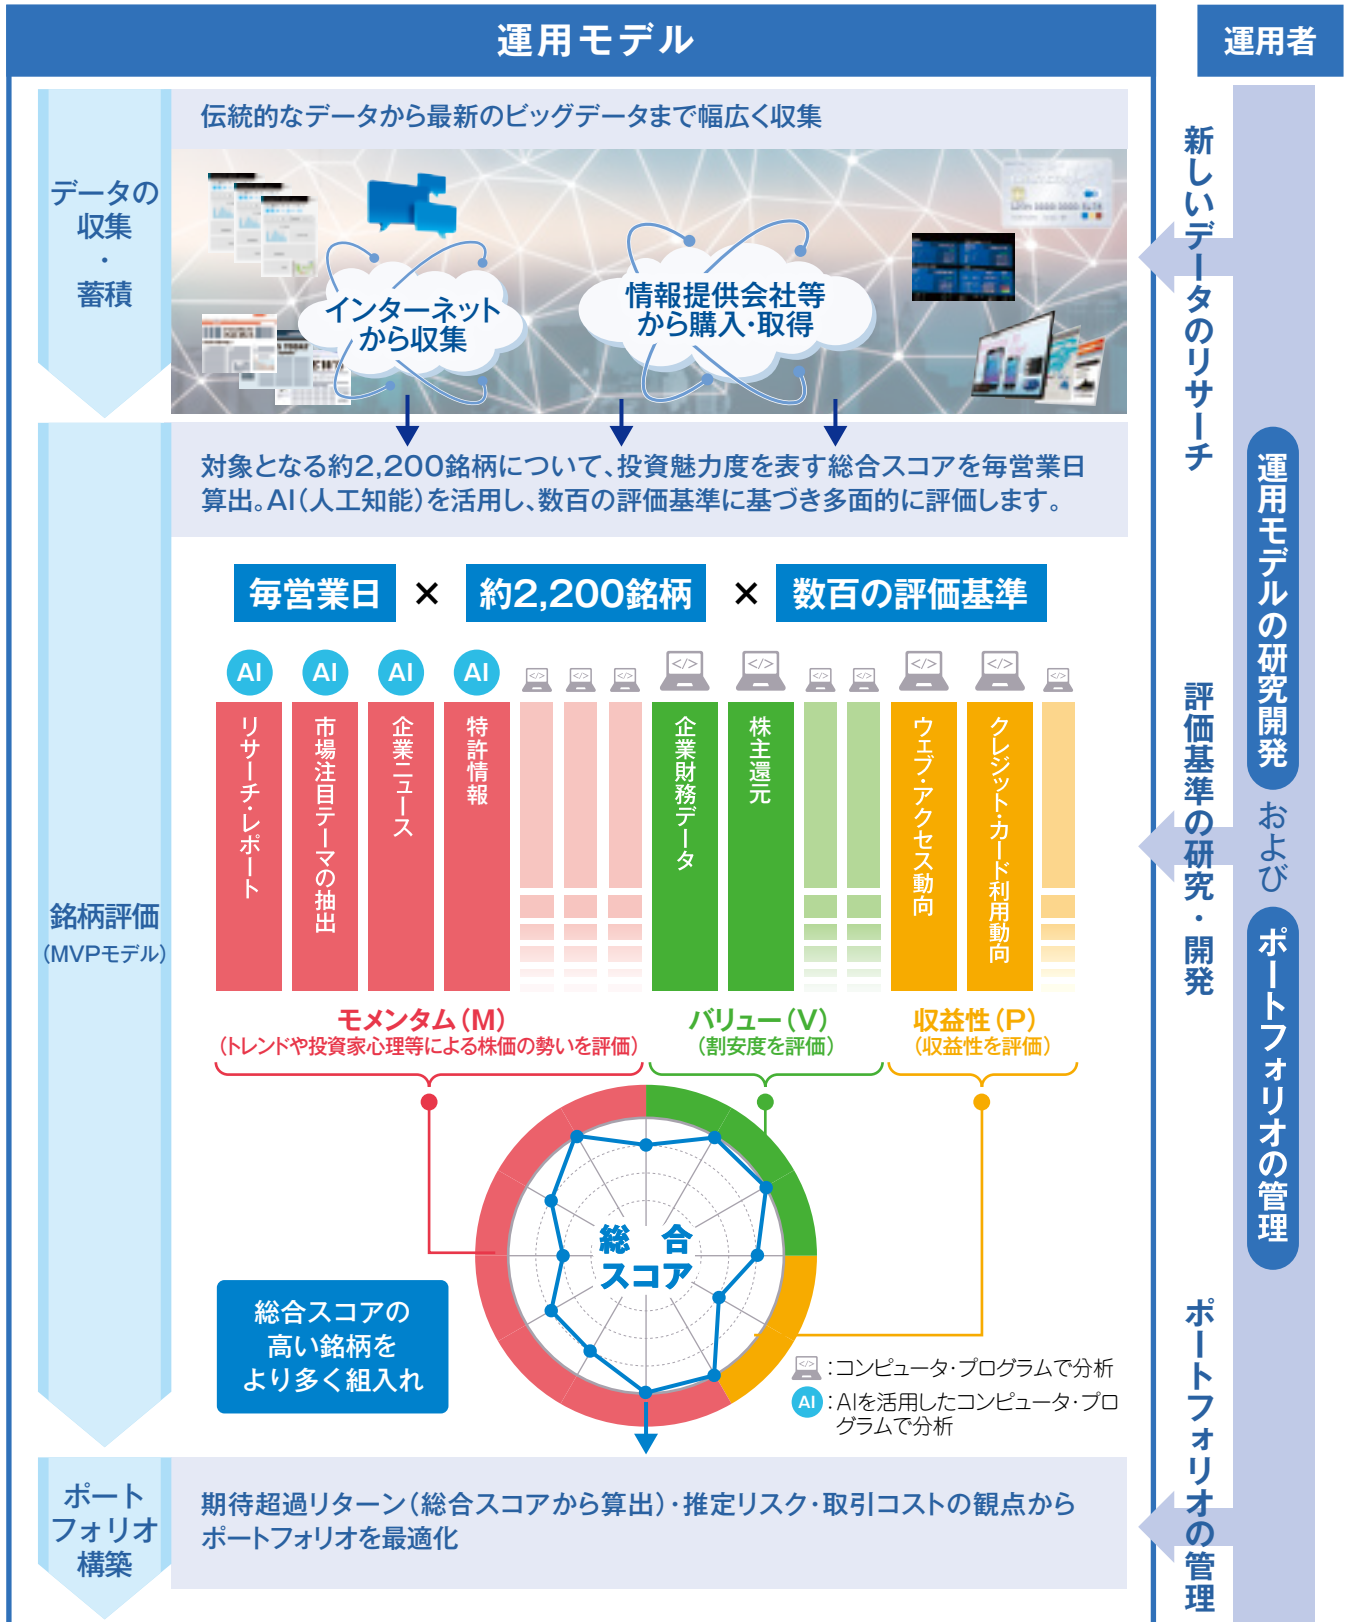 運用モデル
運用者
データの
収集
・
蓄積
伝統的なデータから最新のビッグデータまで幅広く収集
インターネット
から収集
情報提供会社等
から購入・取得
新しいデータのリサーチ
銘柄評価
(MVPモデル)
対象となる約2,200銘柄について、投資魅力度を表す総合スコアを毎営業日
算出。AI(人工知能)を活用し、数百の評価基準に基づき多面的に評価します。
毎営業日 × 約2,200銘柄 × 数百の評価基準
AI AI AI AI </> </> </> </> </> </> </> </> </> </>
リサーチ・レポート
市場注目テーマの抽出
企業ニュース
特許情報
企業財務データ
株主還元
ウェブ・アクセス動向
クレジット・カード利用動向
モメンタム(M)
(トレンドや投資家心理等による株価の勢いを評価)
バリュー(V)
(割安度を評価)
収益性(P)
(収益性を評価)
総合
スコア
総合スコアの
高い銘柄を
より多く組入れ
</>:コンピュータ・プログラムで分析
AI:AIを活用したコンピュータ・プロ
グラムで分析
評価基準の研究・開発
運用モデルの研究開発
および
ポートフォリオの管理
ポート
フォリオ
構築
期待超過リターン(総合スコアから算出)・推定リスク・取引コストの観点から
ポートフォリオを最適化
ポートフォリオの管理